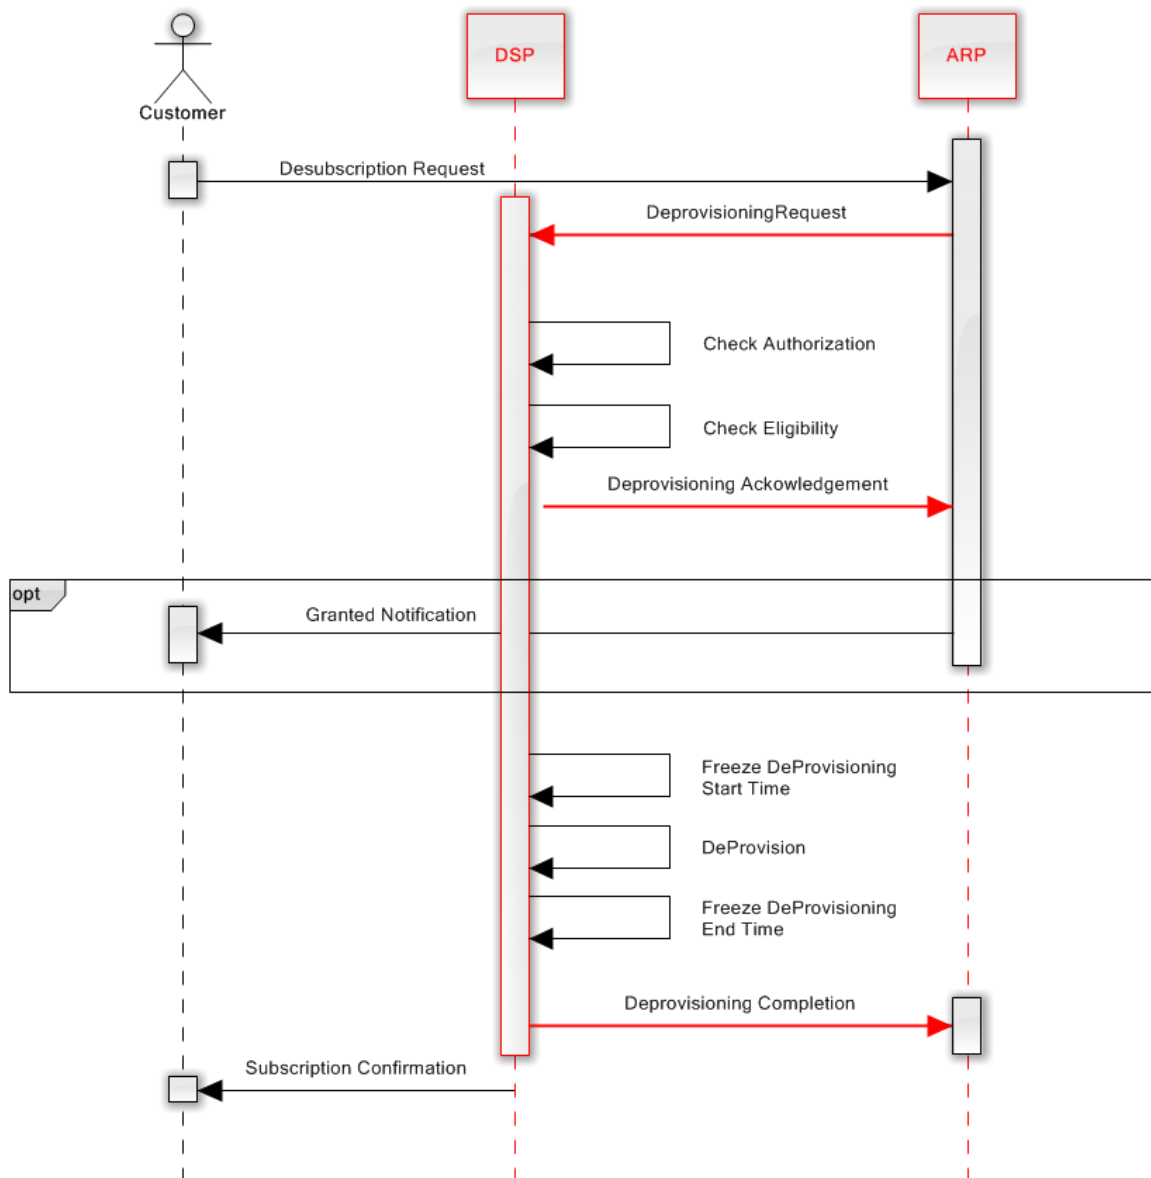 DSP
ARP
Customer
Desubscription Request
DeprovisioningRequest
Check Authorization
Check Eligibility
Deprovisioning Ackowledgement
opt
Granted Notification
Freeze DeProvisioning
Start Time
DeProvision
Freeze DeProvisioning
End Time
Deprovisioning Completion
Subscription Confirmation